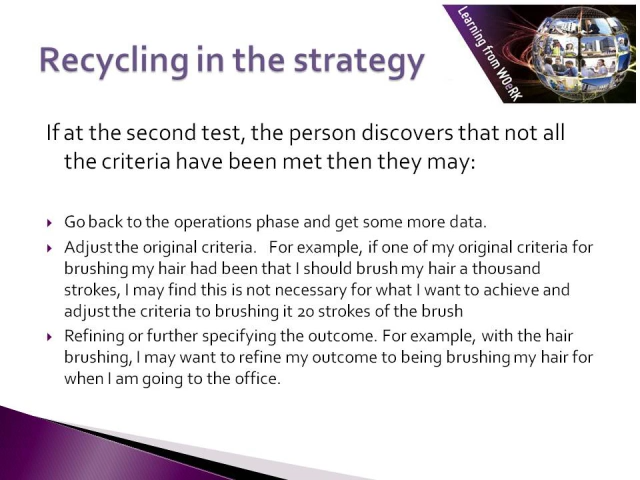 Recycling in the strategy
Learning from WOeRK
If at the second test, the person discovers that not all
the criteria have been met then they may:
Go back to the operations phase and get some more data.
Adjust the original criteria. For example, if one of my original criteria for
brushing my hair had been that I should brush my hair a thousand
strokes, I may find this is not necessary for what I want to achieve and
adjust the criteria to brushing it 20 strokes of the brush
Refining or further specifying the outcome. For example, with the hair
brushing, I may want to refine my outcome to being brushing my hair for
when I am going to the office.